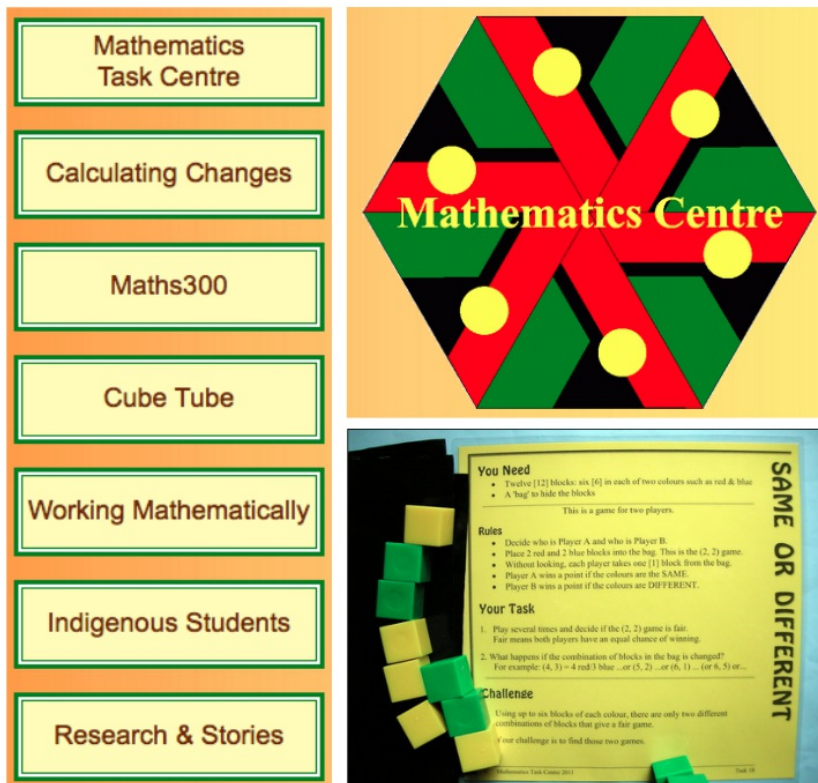 Mathematics
Task Centre
Calculating Changes
Maths300
Cube Tube
Working Mathematically
Indigenous Students
Research & Stories
Mathematics Centre
SAME OR DIFFERENT
You Need
• Twelve [12] blocks: six [6] in each of two colours such as red & blue
• A 'bag' to hide the blocks
This is a game for two players.
Rules
• Decide who is Player A and who is Player B.
• Place 2 red and 2 blue blocks into the bag. This is the (2, 2) game.
• Without looking, each player takes one [1] block from the bag.
• Player A wins a point if the colours are the SAME.
• Player B wins a point if the colours are DIFFERENT.
Your Task
1. Play several times and decide if the (2, 2) game is fair.
Fair means both players have an equal chance of winning.
2. What happens if the combination of blocks in the bag is changed?
For example: (4, 3) = 4 red/3 blue ...or (5, 2) ...or (6, 1) ... (or 6, 5) or...
Challenge
Using up to six blocks of each colour, there are only two different
combinations of blocks that give a fair game.
Your challenge is to find those two games.
Mathematics Task Centre 2013